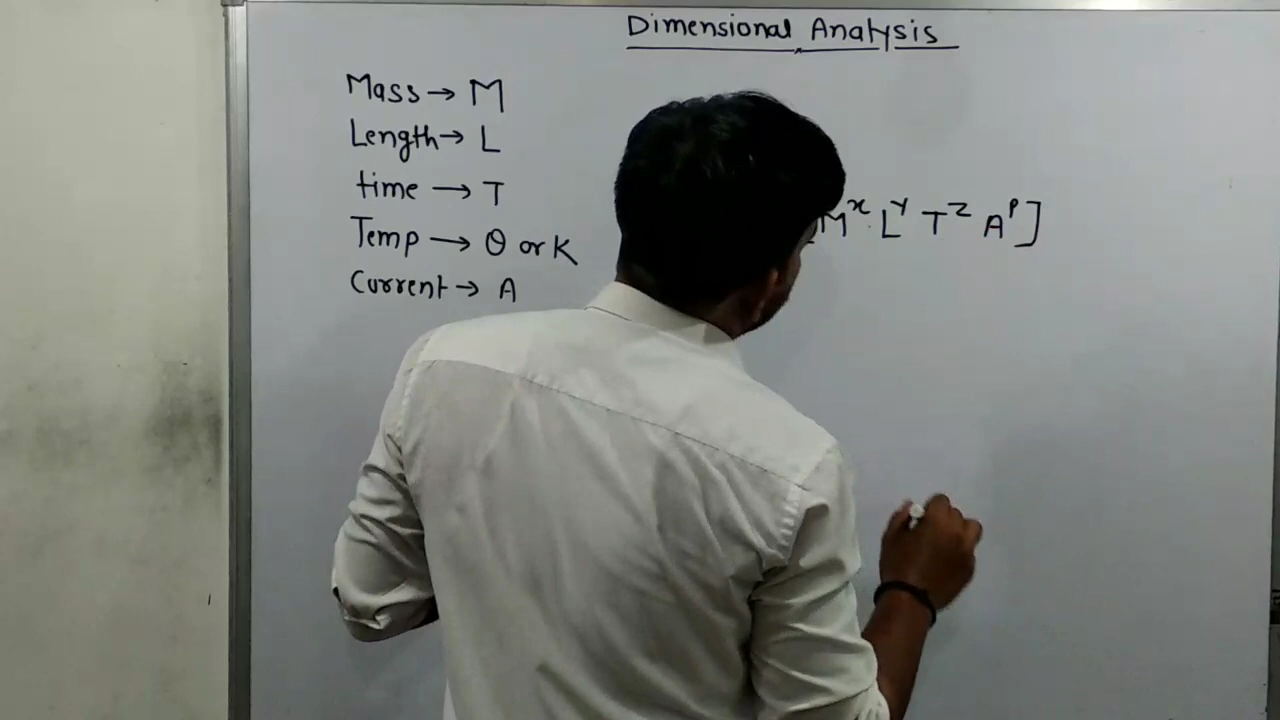 Dimensional Analysis
Mass → M
Length → L
time → T
Temp → θ or K
Current → A
M^x L^y T^z A^p]